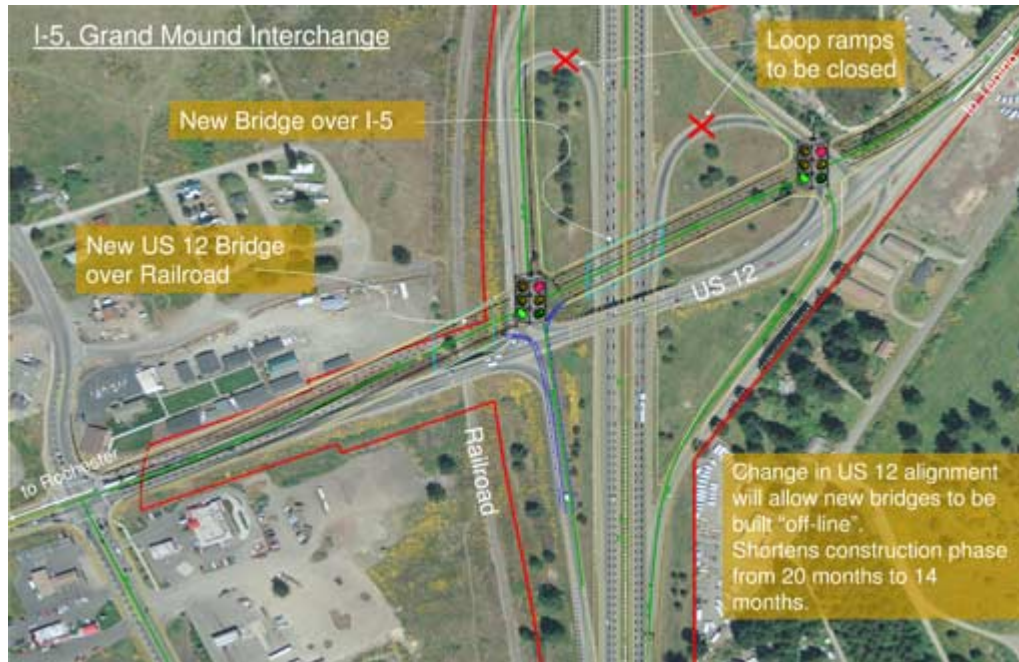 I-5, Grand Mound Interchange
Loop ramps
to be closed
New Bridge over I-5
to Tenino
New US 12 Bridge
over Railroad
US 12
to Rochester
Railroad
Change in US 12 alignment
will allow new bridges to be
built “off-line”.
Shortens construction phase
from 20 months to 14
months.